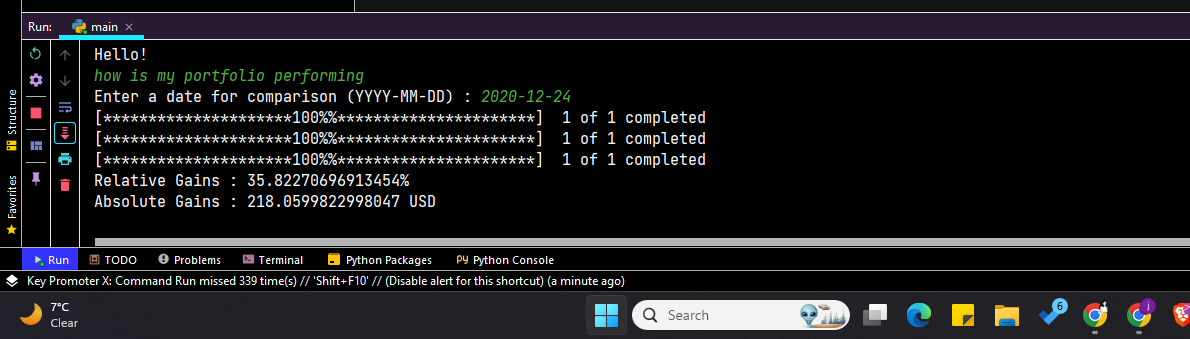 Run: main ×
Hello!
how is my portfolio performing
Enter a date for comparison (YYYY-MM-DD) : 2020-12-24
[*********************100%%**********************]  1 of 1 completed
[*********************100%%**********************]  1 of 1 completed
[*********************100%%**********************]  1 of 1 completed
Relative Gains : 35.82270696913454%
Absolute Gains : 218.0599822998047 USD
Structure
Favorites
Run TODO Problems Terminal Python Packages Python Console
Key Promoter X: Command Run missed 339 time(s) // 'Shift+F10' // (Disable alert for this shortcut) (a minute ago)
7°C
Clear
Search
6
j